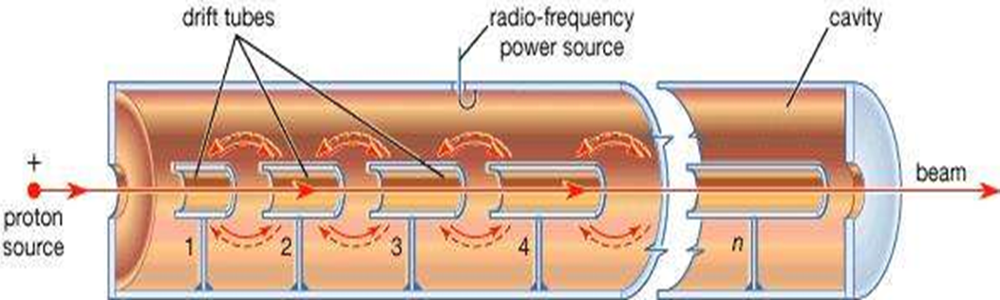 drift tubes
radio-frequency
power source
cavity
+
proton
source
beam
1
2
3
4
n